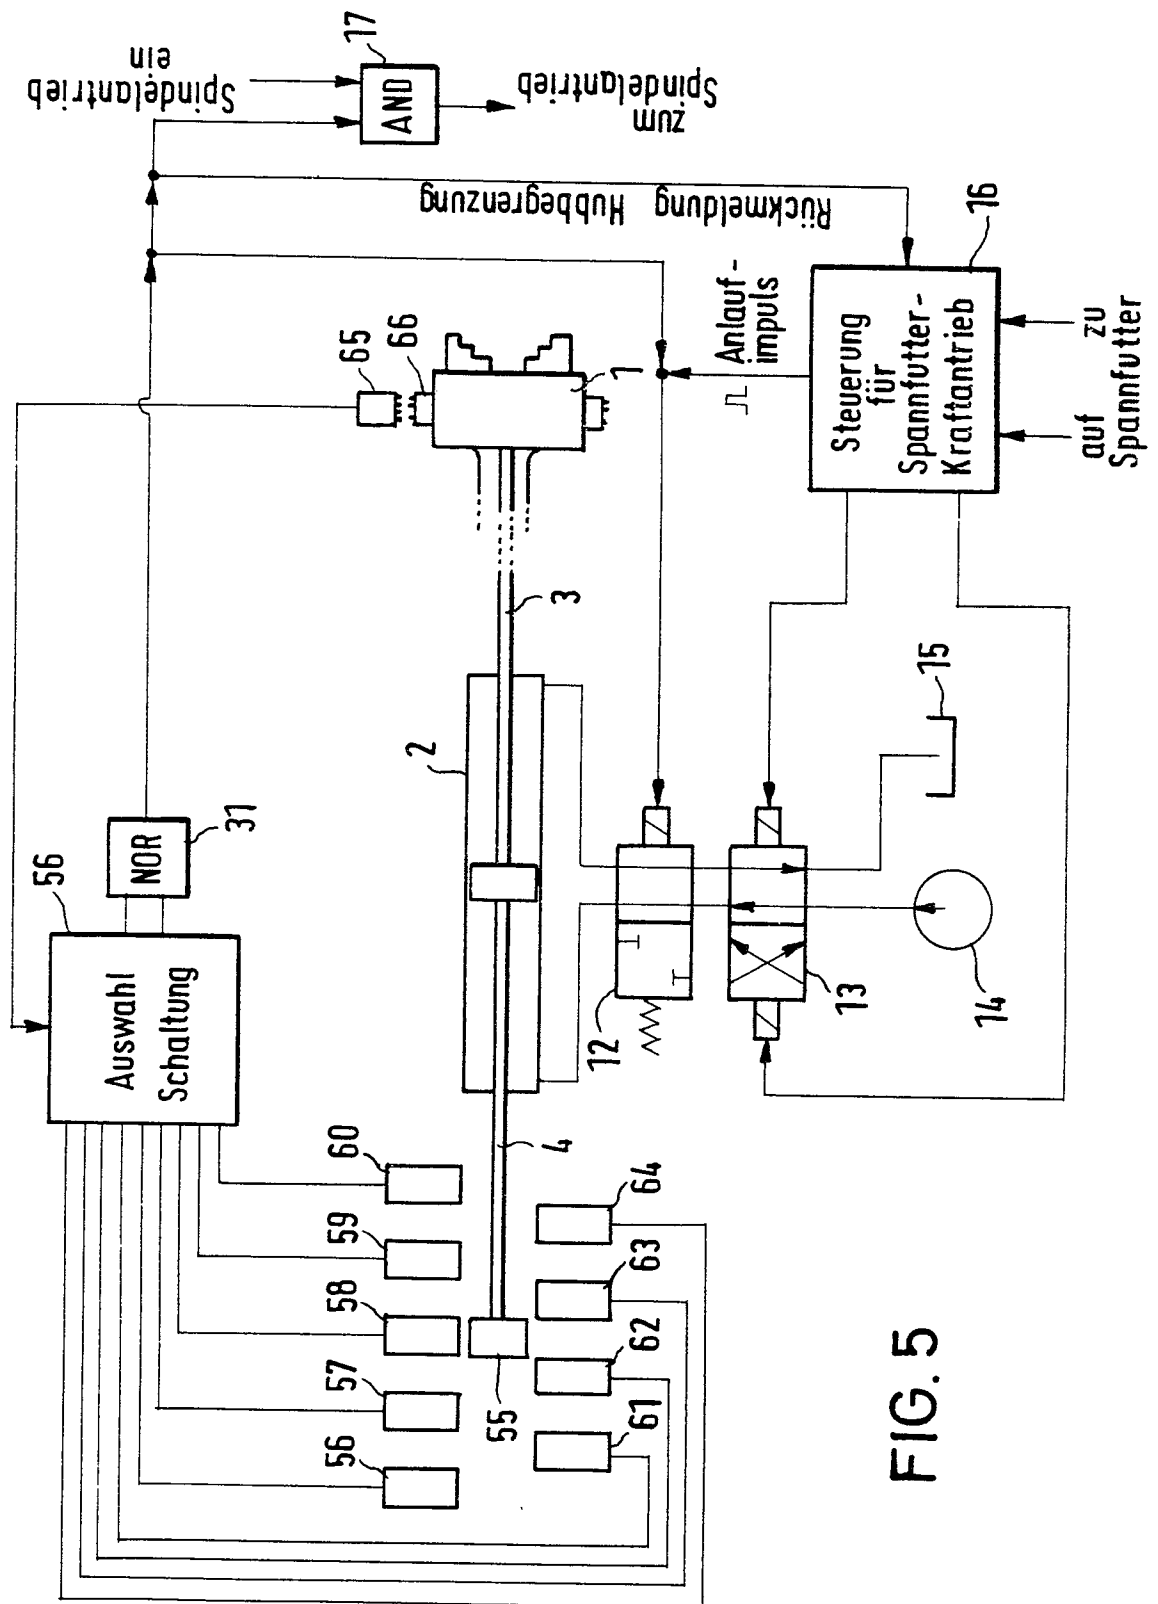 Spindelantrieb
ein
17
AND
zum
Spindelantrieb
Rückmeldung Hubbegrenzung
65
66
1
Anlauf-
impuls
16
Steuerung
für
Spannfutter-
Kraftantrieb
auf
Spannfutter
zu
56
Auswahl
Schaltung
NOR
31
2
3
4
12
13
14
15
60
59
58
57
56
55
64
63
62
61
FIG. 5